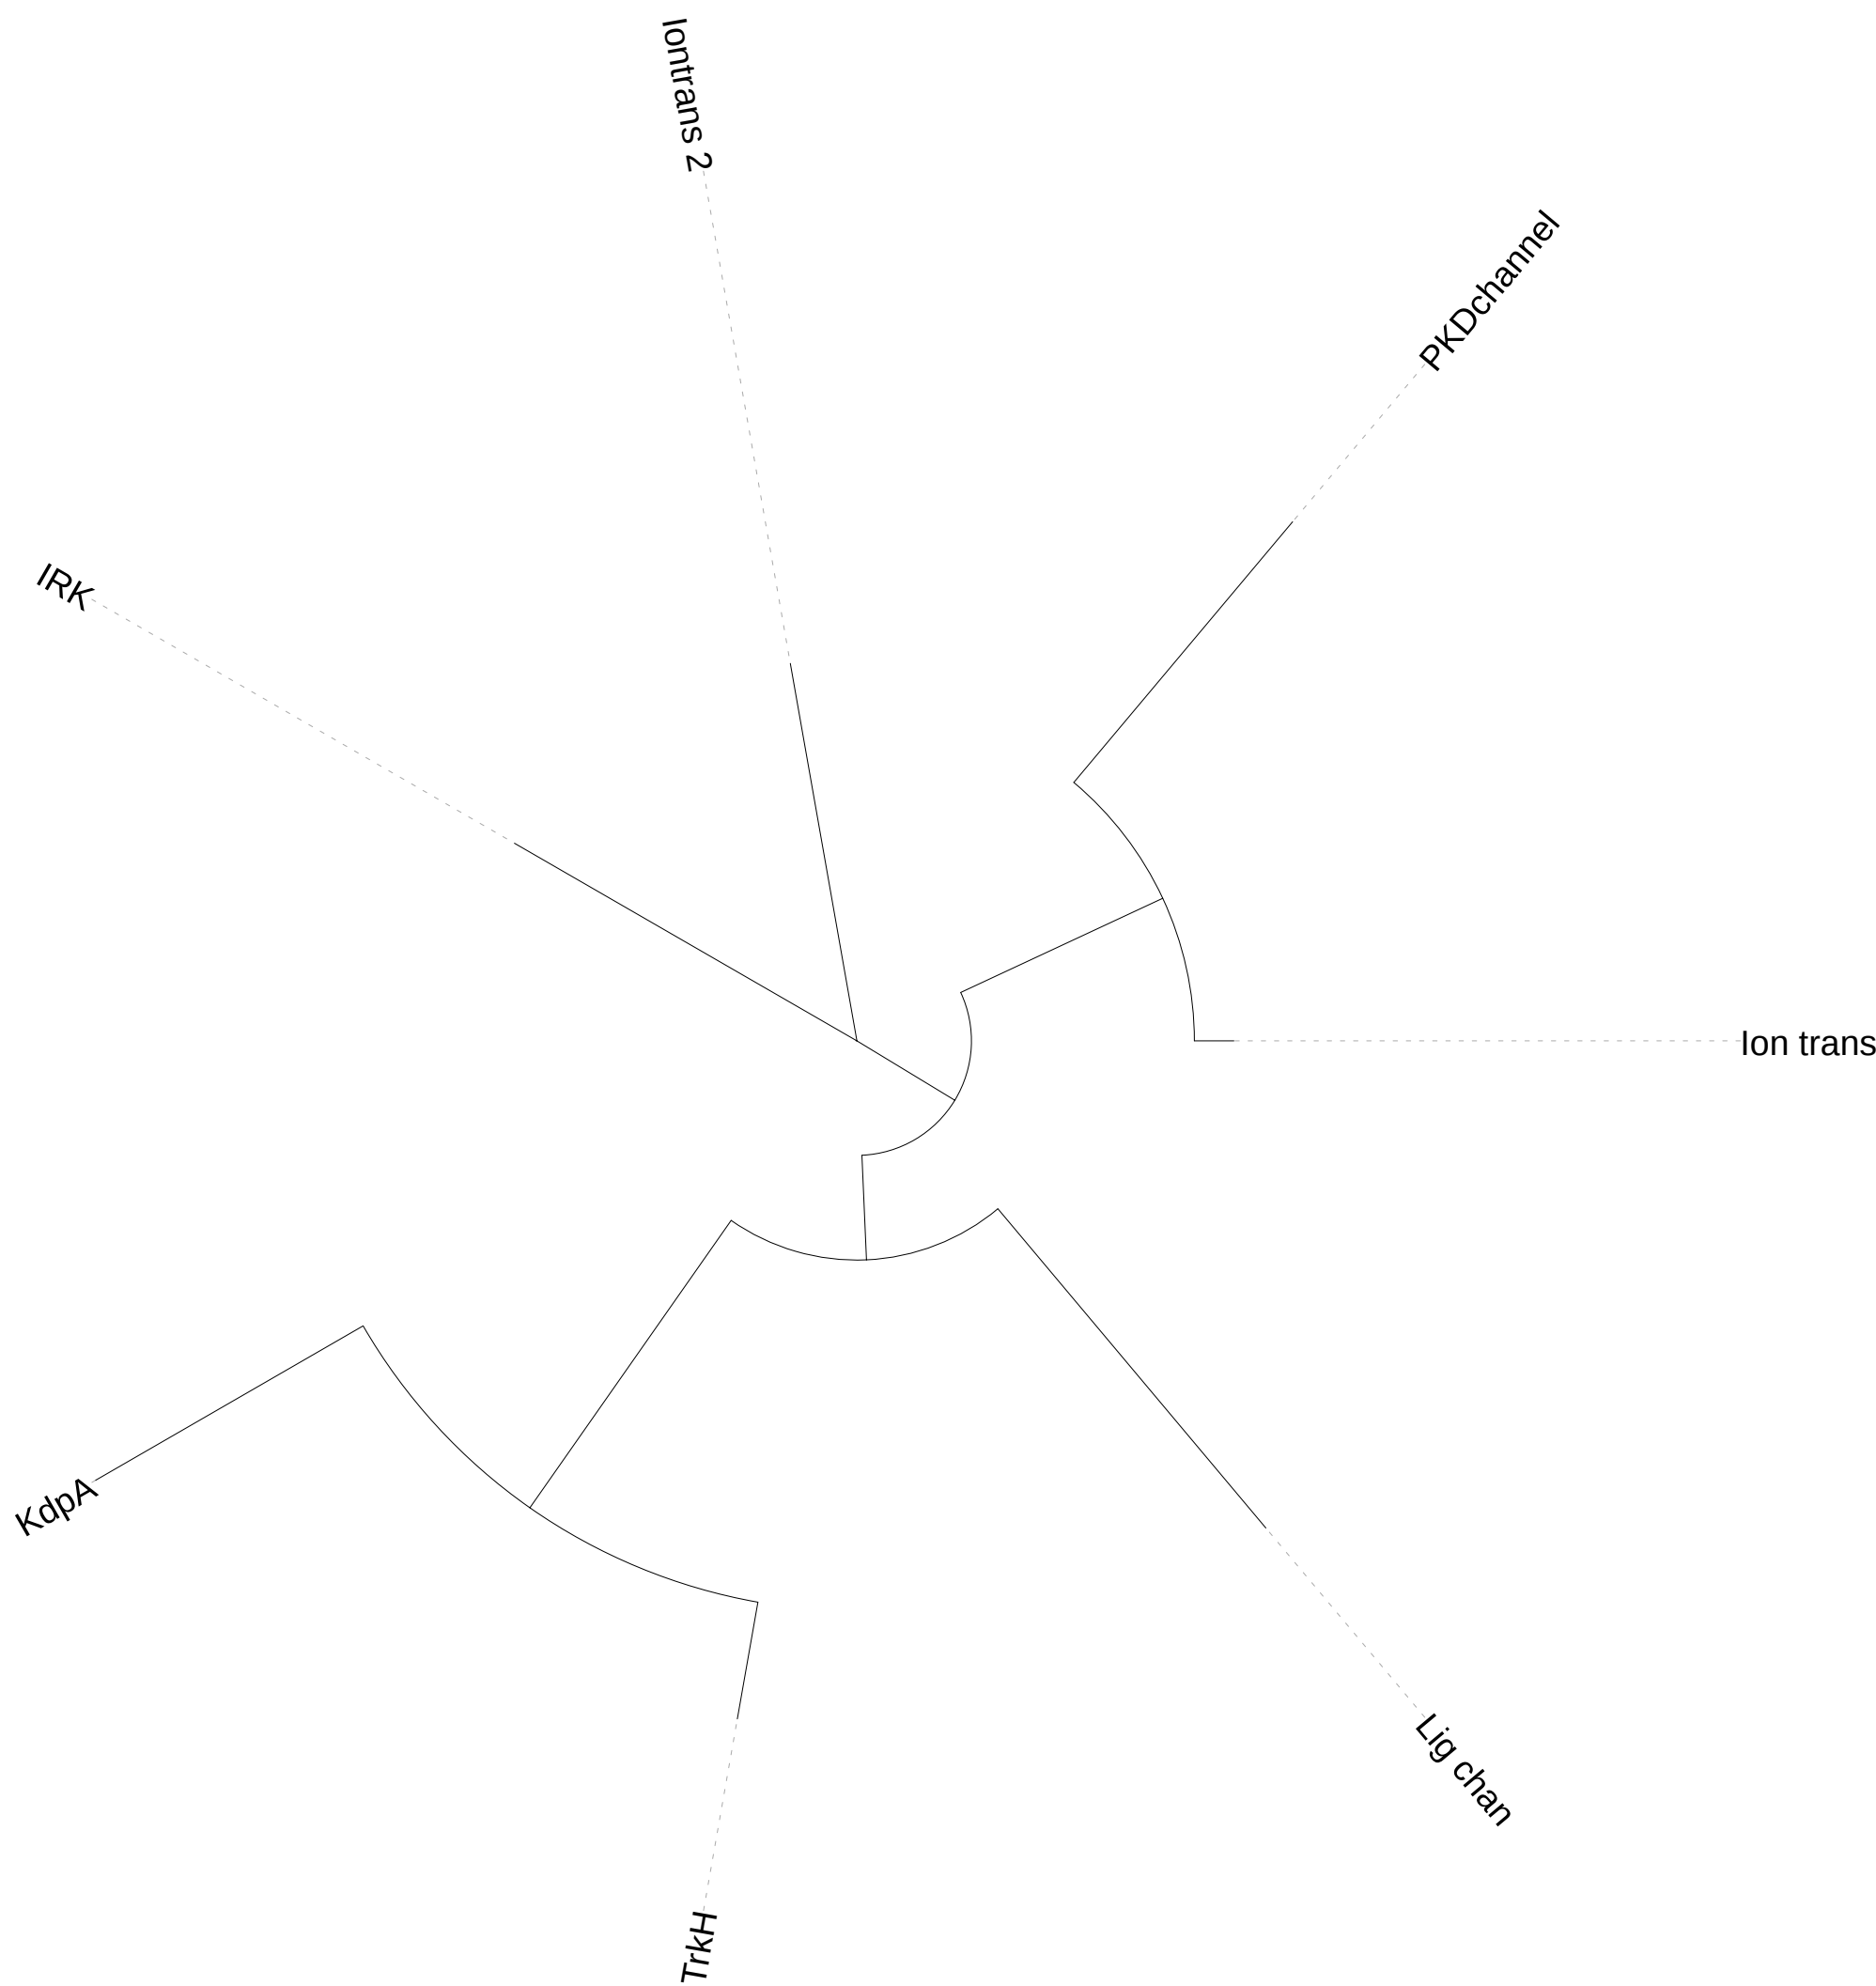 Iontrans 2
PKDchannel
IRK
Ion trans
KdpA
Lig chan
TrkH